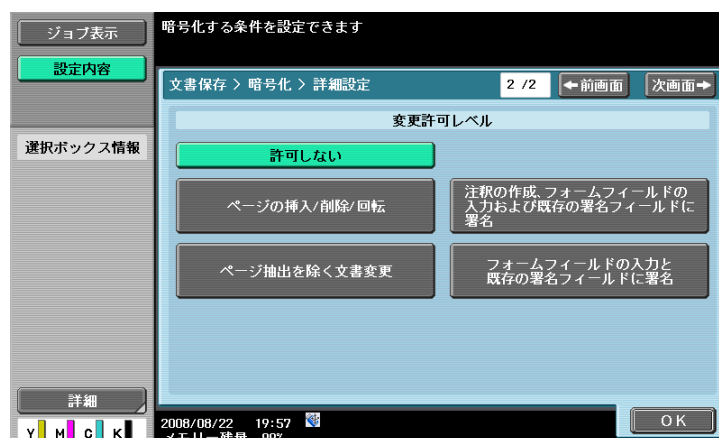 ジョブ表示
設定内容
選択ボックス情報
詳細
Y M C K
暗号化する条件を設定できます
文書保存 > 暗号化 > 詳細設定
2 /2
←前画面
次画面→
変更許可レベル
許可しない
ページの挿入/削除/回転
注釈の作成、フォームフィールドの
入力および既存の署名フィールドに
署名
ページ抽出を除く文書変更
フォームフィールドの入力と
既存の署名フィールドに署名
2008/08/22 19:57
メモリー残量 99%
OK